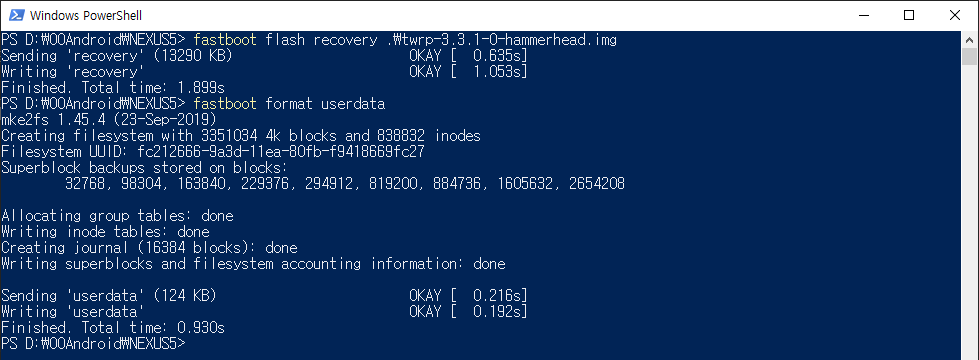 Windows PowerShell
PS D:₩00Android₩NEXUS5> fastboot flash recovery .₩twrp-3.3.1-0-hammerhead.img
Sending 'recovery' (13290 KB) OKAY [ 0.635s]
Writing 'recovery' OKAY [ 1.053s]
Finished. Total time: 1.899s
PS D:₩00Android₩NEXUS5> fastboot format userdata
mke2fs 1.45.4 (23-Sep-2019)
Creating filesystem with 3351034 4k blocks and 838832 inodes
Filesystem UUID: fc212666-9a3d-11ea-80fb-f9418669fc27
Superblock backups stored on blocks:
32768, 98304, 163840, 229376, 294912, 819200, 884736, 1605632, 2654208
Allocating group tables: done
Writing inode tables: done
Creating journal (16384 blocks): done
Writing superblocks and filesystem accounting information: done
Sending 'userdata' (124 KB) OKAY [ 0.216s]
Writing 'userdata' OKAY [ 0.192s]
Finished. Total time: 0.930s
PS D:₩00Android₩NEXUS5>